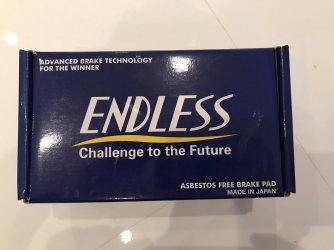 ADVANCED BRAKE TECHNOLOGY
FOR THE WINNER
ENDLESS
Challenge to the Future
ASBESTOS FREE BRAKE PAD
MADE IN JAPAN